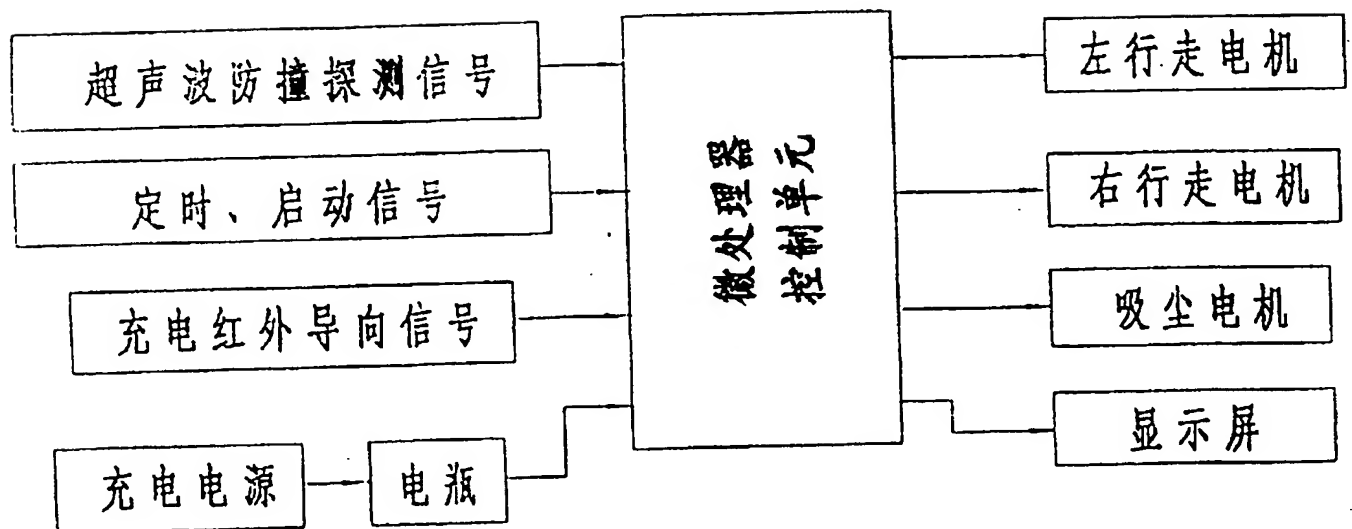 超声波防撞探测信号
定时、启动信号
充电红外导向信号
充电电源
电瓶
微处理器
控制单元
左行走电机
右行走电机
吸尘电机
显示屏